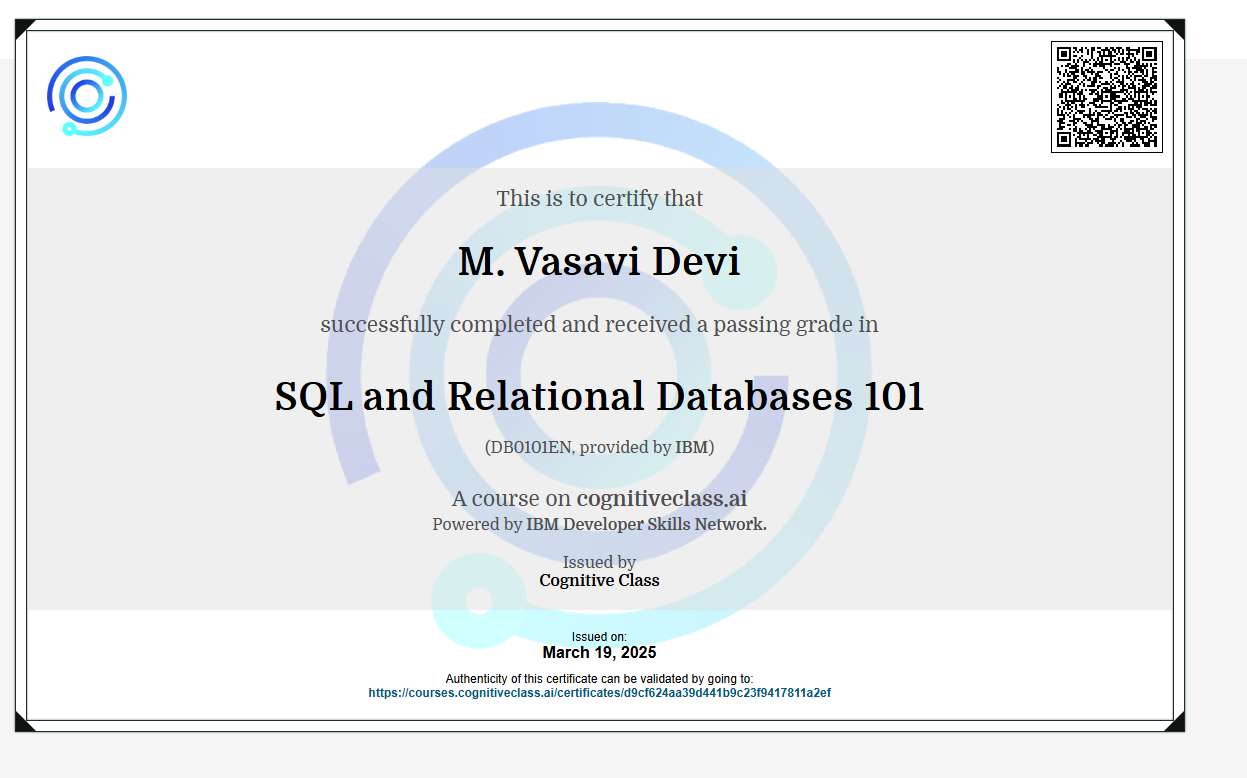 This is to certify that
M. Vasavi Devi
successfully completed and received a passing grade in
SQL and Relational Databases 101
(DB0101EN, provided by IBM)
A course on cognitiveclass.ai
Powered by IBM Developer Skills Network.
Issued by
Cognitive Class
Issued on:
March 19, 2025
Authenticity of this certificate can be validated by going to:
https://courses.cognitiveclass.ai/certificates/d9cf624aa39d441b9c23f9417811a2ef